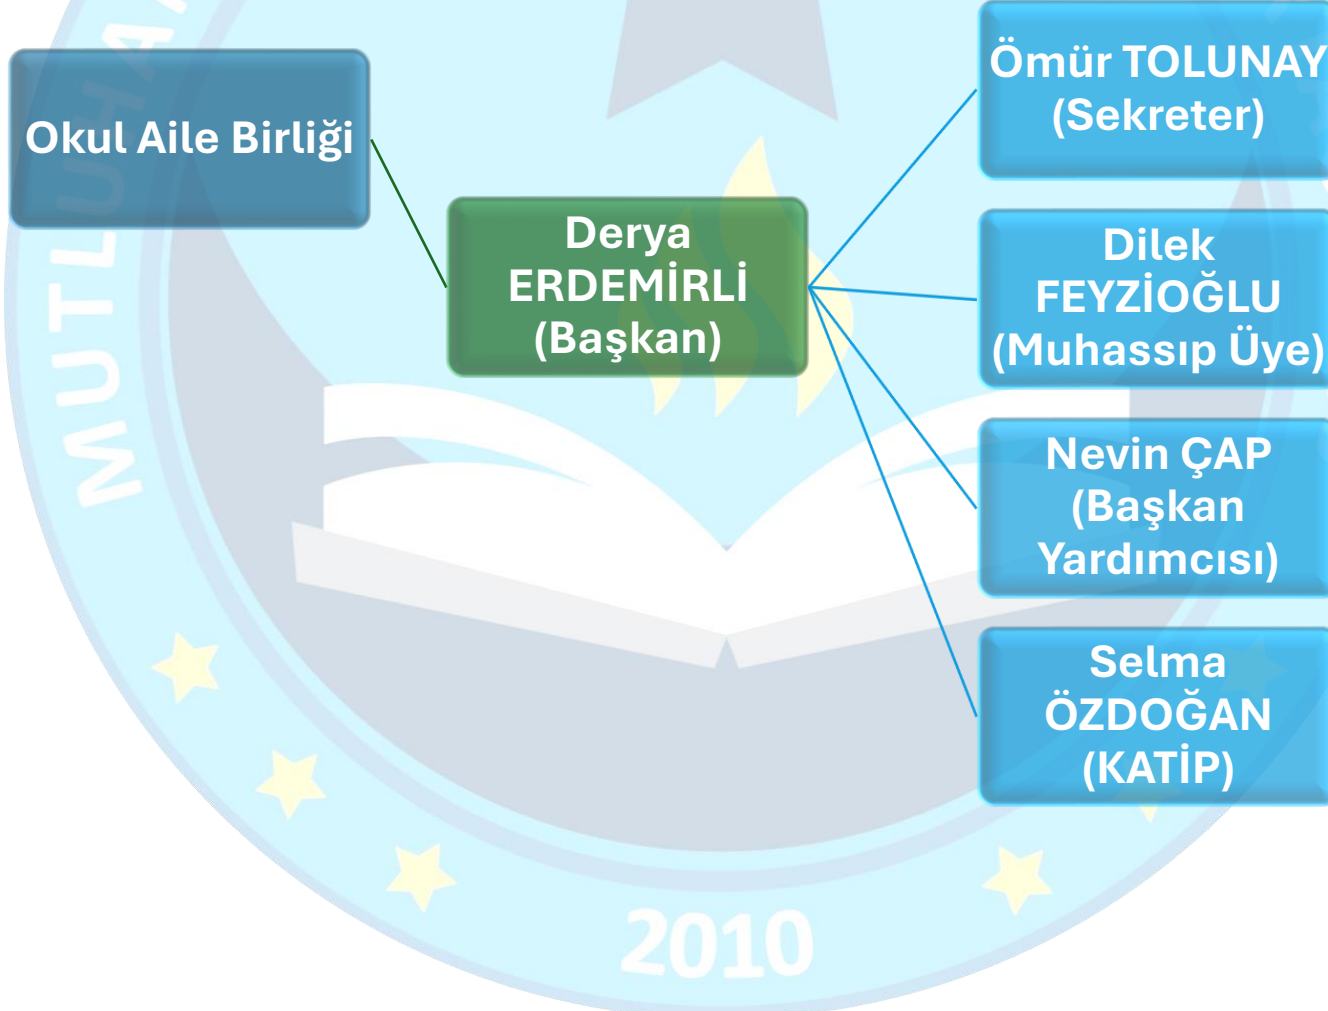 Okul Aile Birliği
Derya
ERDEMİRLİ
(Başkan)
Ömür TOLUNAY
(Sekreter)
Dilek
FEYZİOĞLU
(Muhassıp Üye)
Nevin ÇAP
(Başkan
Yardımcısı)
Selma
ÖZDOĞAN
(KATİP)
2010